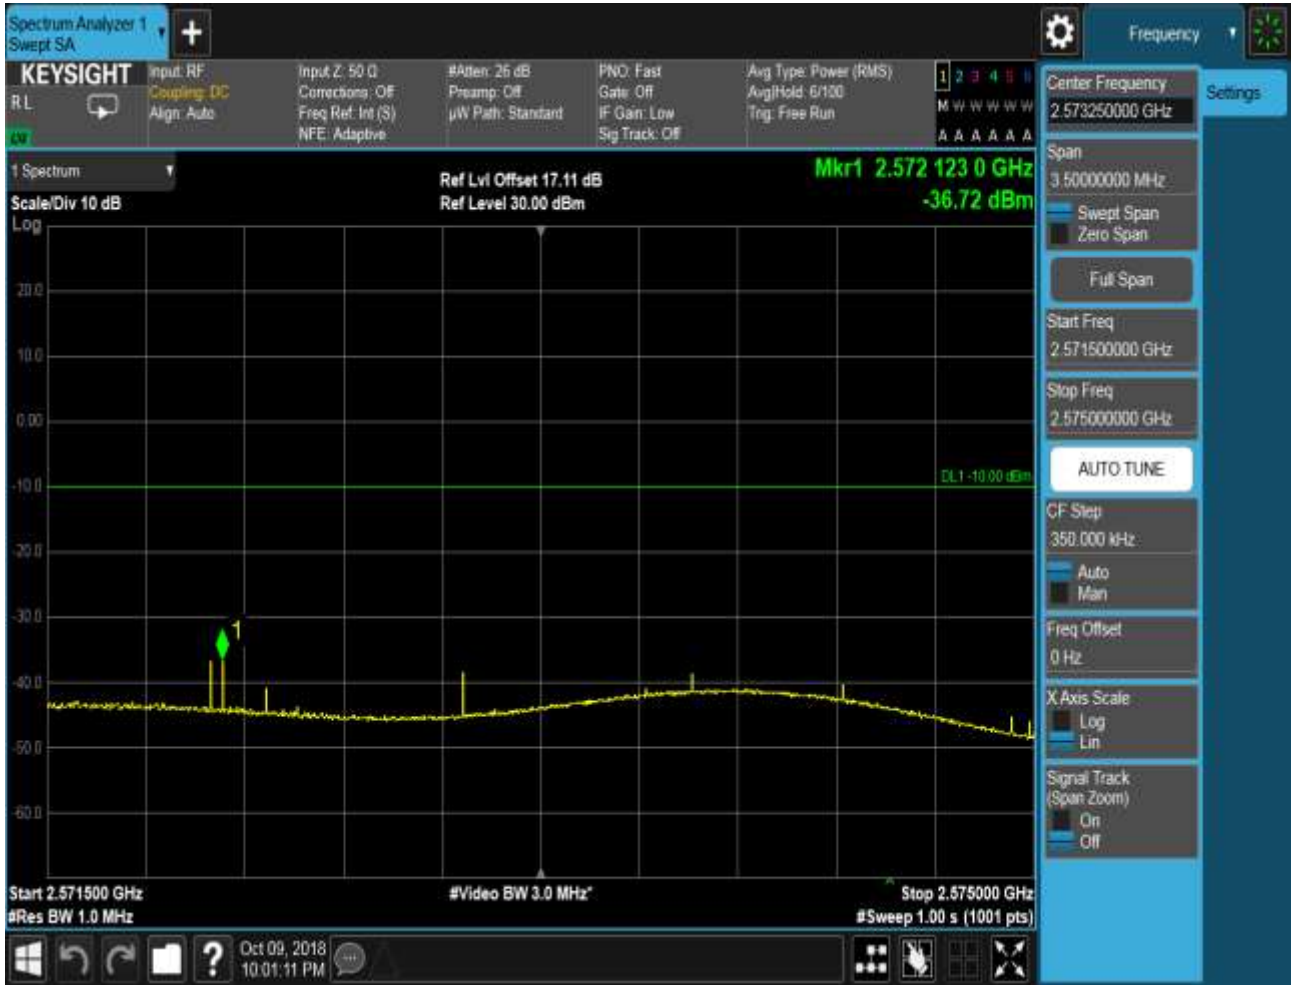 Spectrum Analyzer 1
Swept SA
+
Frequency
KEYSIGHT
RL
Input: RF
Coupling: DC
Align: Auto
Input Z: 50 Ω
Corrections: Off
Freq Ref: Int (S)
NFE: Adaptive
#Atten: 26 dB
Preamp: Off
µW Path: Standard
PNO: Fast
Gate: Off
IF Gain: Low
Sig Track: Off
Avg Type: Power (RMS)
Avg|Hold: 6/100
Trig: Free Run
1 2 3 4 5 6
M W W W W W
A A A A A A
1 Spectrum
Scale/Div 10 dB
Log
Ref Lvl Offset 17.11 dB
Ref Level 30.00 dBm
Mkr1 2.572 123 0 GHz
-36.72 dBm
20.0
10.0
0.00
-10.0
-20.0
-30.0
-40.0
-50.0
-60.0
DL1 -10.00 dBm
1
Start 2.571500 GHz
#Res BW 1.0 MHz
#Video BW 3.0 MHz*
Stop 2.575000 GHz
#Sweep 1.00 s (1001 pts)
Oct 09, 2018
10:01:11 PM
?
Center Frequency
2.573250000 GHz
Settings
Span
3.50000000 MHz
Swept Span
Zero Span
Full Span
Start Freq
2.571500000 GHz
Stop Freq
2.575000000 GHz
AUTO TUNE
CF Step
350.000 kHz
Auto
Man
Freq Offset
0 Hz
X Axis Scale
Log
Lin
Signal Track
(Span Zoom)
On
Off